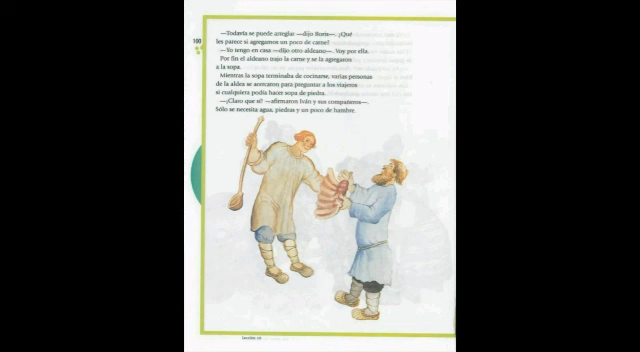 —Todavía se puede arreglar —dijo Boris—. ¿Qué
les parece si agregamos un poco de carne?
100
—Yo tengo en casa —dijo otro aldeano—. Voy por ella.
Por fin el aldeano trajo la carne y se la agregaron
a la sopa.
Mientras la sopa terminaba de cocinarse, varias personas
de la aldea se acercaron para preguntar a los viajeros
si cualquiera podía hacer sopa de piedra.
—¡Claro que sí! —afirmaron Iván y sus compañeros—.
Sólo se necesita agua, piedras y un poco de hambre.